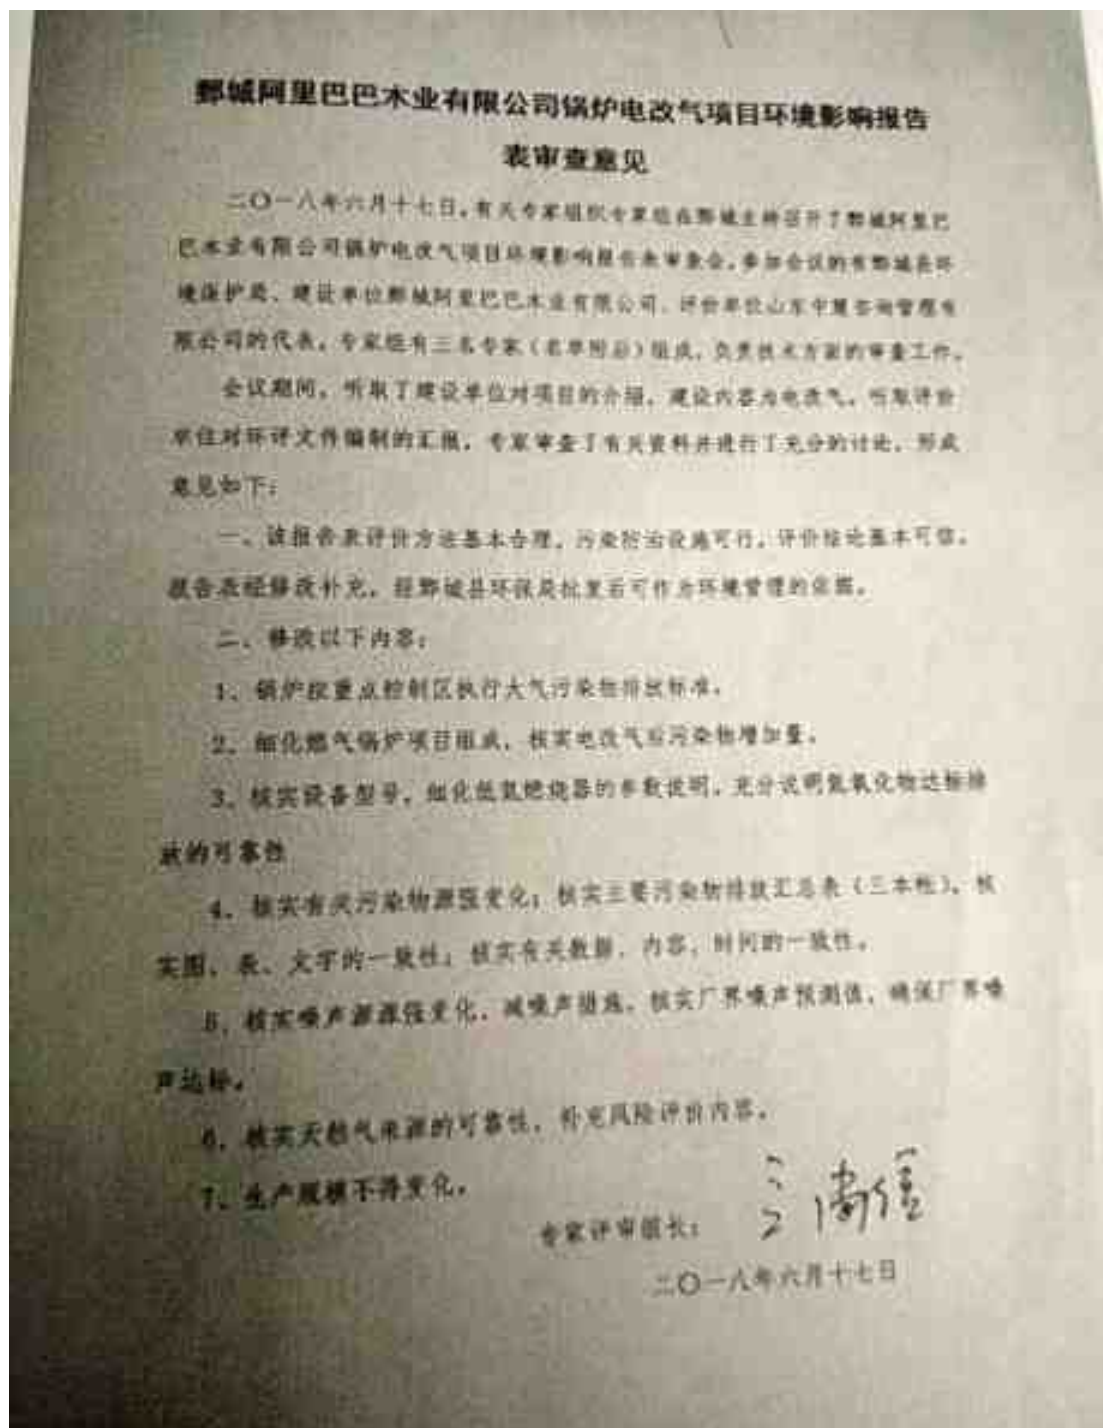 鄄城阿里巴巴木业有限公司锅炉电改气项目环境影响报告
表审查意见
二〇一八年六月十七日,有关专家组织专家组在鄄城主持召开了鄄城阿里巴
巴木业有限公司锅炉电改气项目环境影响报告表审查会。参加会议的有鄄城县环
境保护局、建设单位鄄城阿里巴巴木业有限公司、评价单位山东中慧咨询管理有
限公司的代表。专家组有三名专家(名单附后)组成,负责技术方面的审查工作。
会议期间,听取了建设单位对项目的介绍,建设内容为电改气,听取评价
单位对环评文件编制的汇报,专家审查了有关资料并进行了充分的讨论,形成
意见如下:
一、该报告表评价方法基本合理,污染防治设施可行,评价结论基本可信。
报告表经修改补充,经鄄城县环保局批复后可作为环境管理的依据。
二、修改以下内容:
1、锅炉按重点控制区执行大气污染物排放标准。
2、细化燃气锅炉项目组成,核实电改气后污染物增加量。
3、核实设备型号,细化低氮燃烧器的参数说明,充分说明氮氧化物达标排
放的可靠性
4、核实有关污染物源强变化;核实主要污染物排放汇总表(三本帐)。核
实图、表、文字的一致性;核实有关数据、内容、时间的一致性。
5、核实噪声源源强变化、减噪声措施,核实厂界噪声预测值,确保厂界噪
声达标。
6、核实天然气来源的可靠性,补充风险评价内容。
7、生产规模不得变化。
专家评审组长:
二〇一八年六月十七日